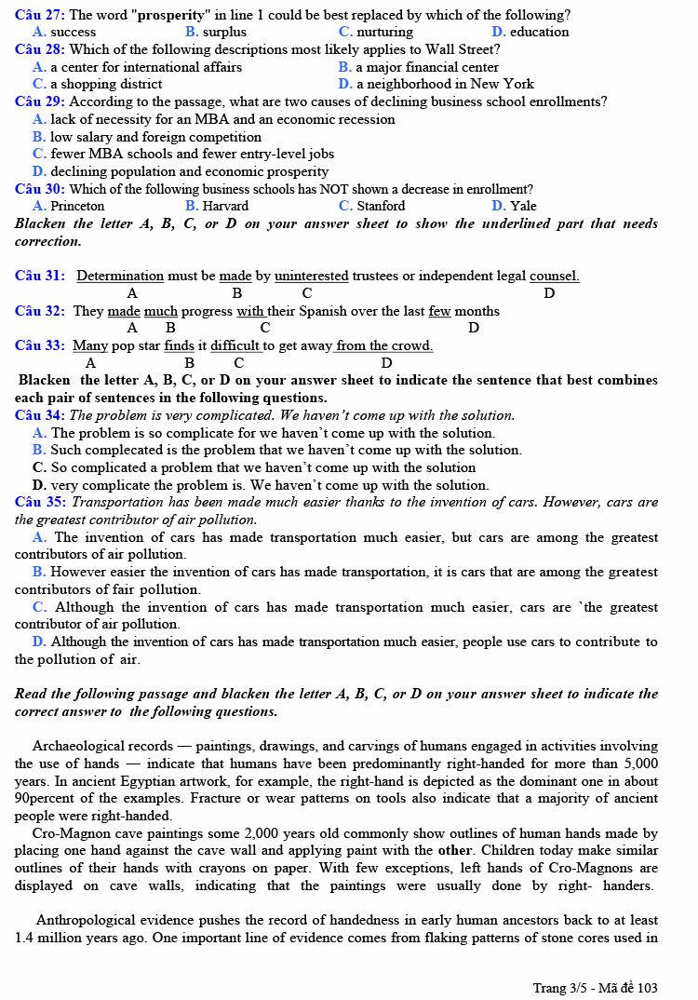 Câu 27: The word "prosperity" in line 1 could be best replaced by which of the following?
A. success B. surplus C. nurturing D. education
Câu 28: Which of the following descriptions most likely applies to Wall Street?
A. a center for international affairs B. a major financial center
C. a shopping district D. a neighborhood in New York
Câu 29: According to the passage, what are two causes of declining business school enrollments?
A. lack of necessity for an MBA and an economic recession
B. low salary and foreign competition
C. fewer MBA schools and fewer entry-level jobs
D. declining population and economic prosperity
Câu 30: Which of the following business schools has NOT shown a decrease in enrollment?
A. Princeton B. Harvard C. Stanford D. Yale
Blacken the letter A, B, C, or D on your answer sheet to show the underlined part that needs
correction.
Câu 31: Determination must be made by uninterested trustees or independent legal counsel.
A B C D
Câu 32: They made much progress with their Spanish over the last few months
A B C D
Câu 33: Many pop star finds it difficult to get away from the crowd.
A B C D
Blacken the letter A, B, C, or D on your answer sheet to indicate the sentence that best combines
each pair of sentences in the following questions.
Câu 34: The problem is very complicated. We haven't come up with the solution.
A. The problem is so complicate for we haven't come up with the solution.
B. Such complecated is the problem that we haven't come up with the solution.
C. So complicated a problem that we haven't come up with the solution
D. very complicate the problem is. We haven't come up with the solution.
Câu 35: Transportation has been made much easier thanks to the invention of cars. However, cars are
the greatest contributor of air pollution.
A. The invention of cars has made transportation much easier, but cars are among the greatest
contributors of air pollution.
B. However easier the invention of cars has made transportation, it is cars that are among the greatest
contributors of fair pollution.
C. Although the invention of cars has made transportation much easier, cars are `the greatest
contributor of air pollution.
D. Although the invention of cars has made transportation much easier, people use cars to contribute to
the pollution of air.
Read the following passage and blacken the letter A, B, C, or D on your answer sheet to indicate the
correct answer to the following questions.
Archaeological records — paintings, drawings, and carvings of humans engaged in activities involving
the use of hands — indicate that humans have been predominantly right-handed for more than 5,000
years. In ancient Egyptian artwork, for example, the right-hand is depicted as the dominant one in about
90percent of the examples. Fracture or wear patterns on tools also indicate that a majority of ancient
people were right-handed.
Cro-Magnon cave paintings some 2,000 years old commonly show outlines of human hands made by
placing one hand against the cave wall and applying paint with the other. Children today make similar
outlines of their hands with crayons on paper. With few exceptions, left hands of Cro-Magnons are
displayed on cave walls, indicating that the paintings were usually done by right- handers.
Anthropological evidence pushes the record of handedness in early human ancestors back to at least
1.4 million years ago. One important line of evidence comes from flaking patterns of stone cores used in
Trang 3/5 - Mã đề 103